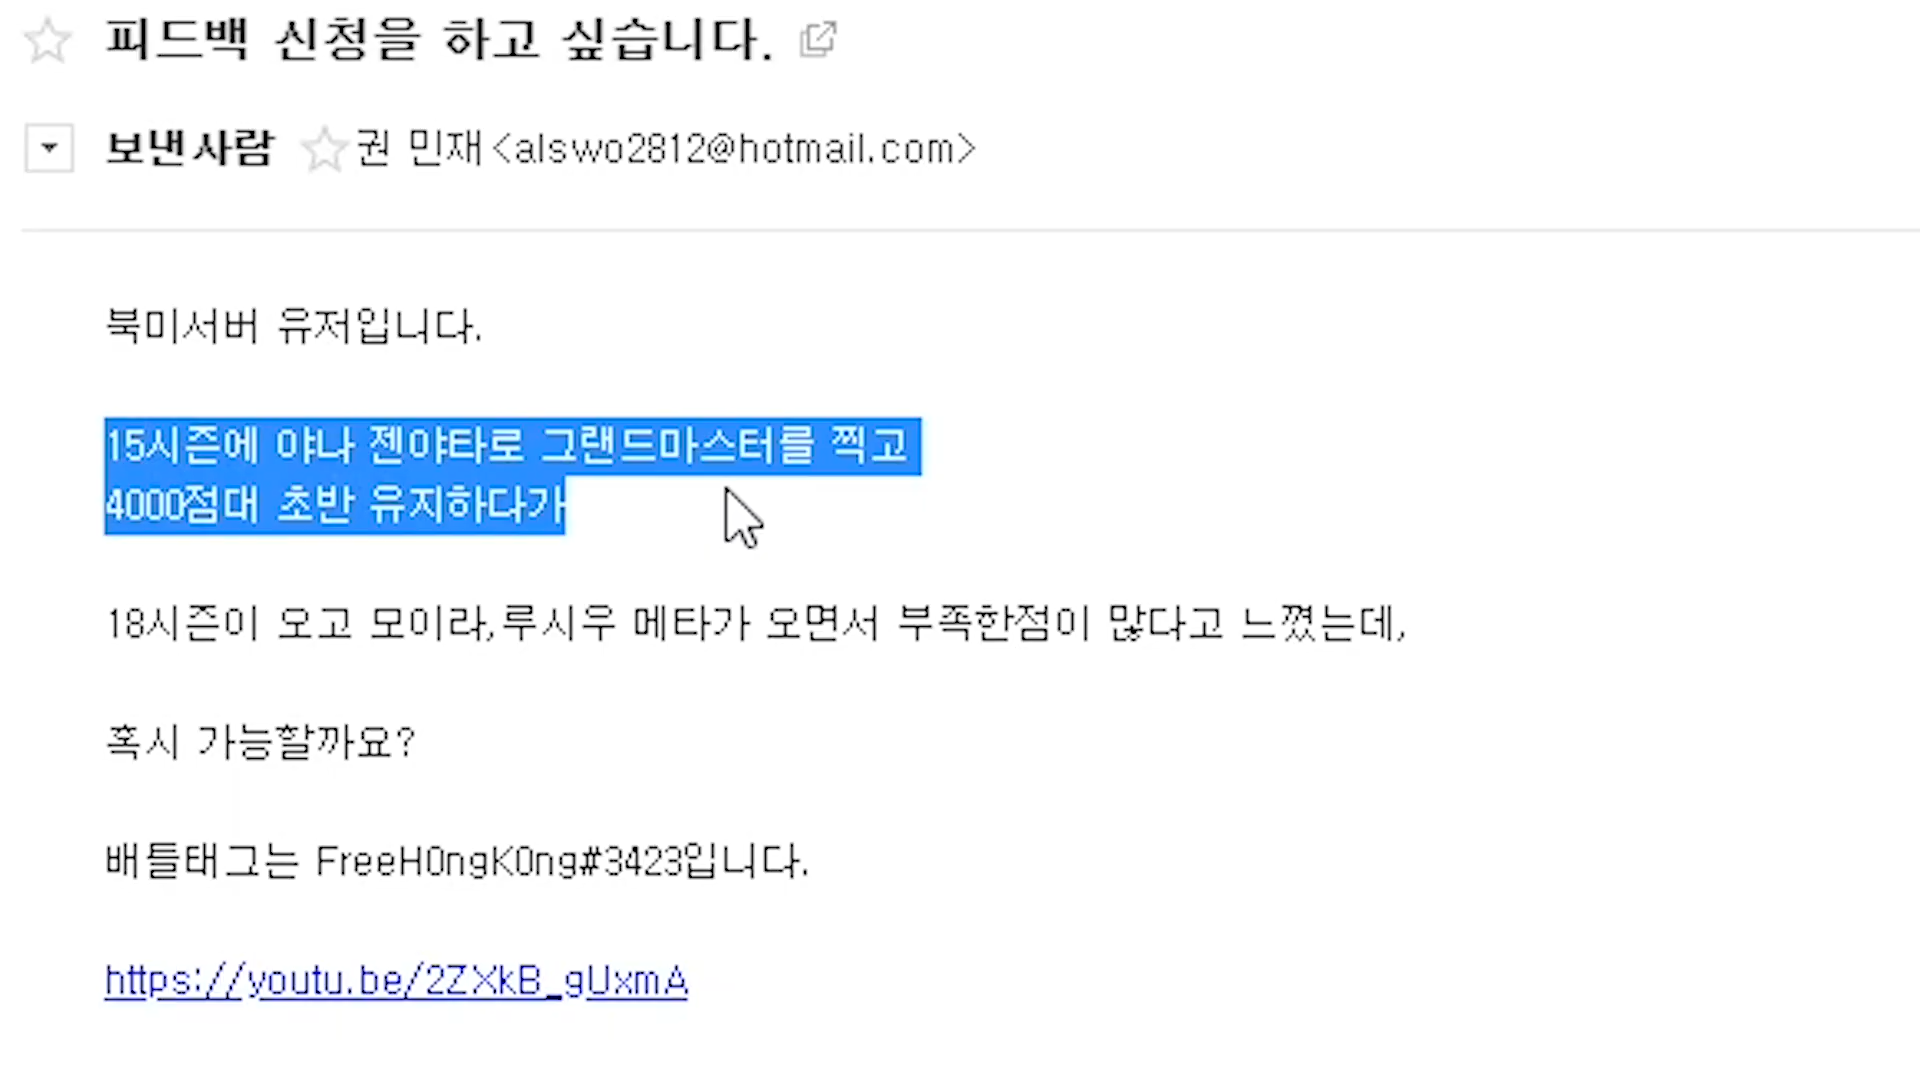 피드백 신청을 하고 싶습니다.
보낸사람 권 민재<alswo2812@hotmail.com>
북미서버 유저입니다.
15시즌에 야나 젠야타로 그랜드마스터를 찍고
4000점대 초반 유지하다가
18시즌이 오고 모이라,루시우 메타가 오면서 부족한점이 많다고 느꼈는데,
혹시 가능할까요?
배틀태그는 FreeH0ngK0ng#3423입니다.
https://youtu.be/2ZXkB_gUxmA